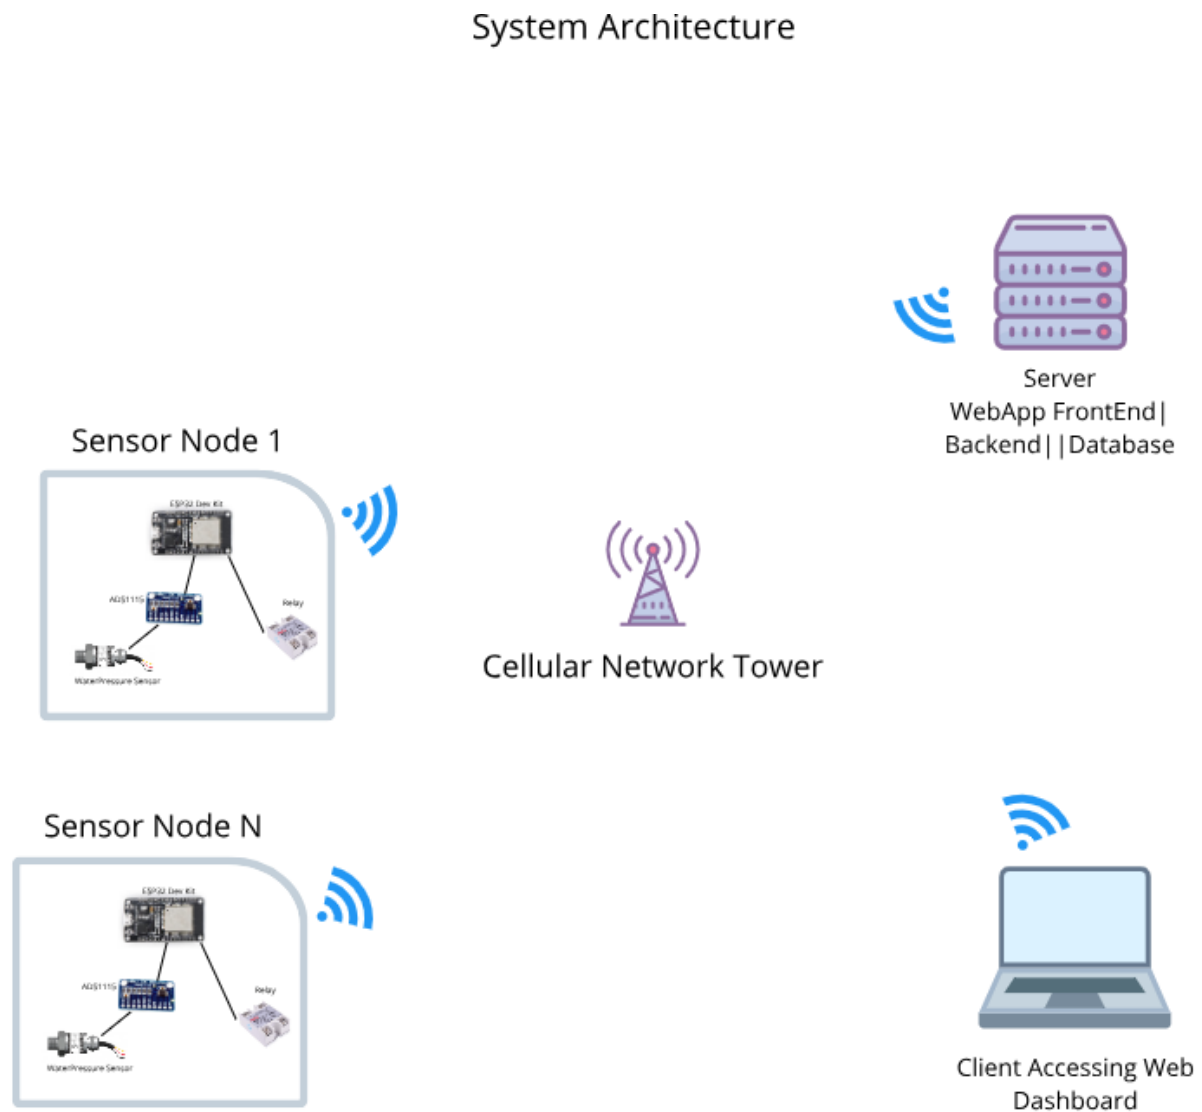 System Architecture
Server
WebApp FrontEnd|
Backend||Database
Sensor Node 1
ESP32 Dev Kit
ADS1115
Relay
WaterPressure Sensor
Cellular Network Tower
Sensor Node N
ESP32 Dev Kit
ADS1115
Relay
WaterPressure Sensor
Client Accessing Web
Dashboard